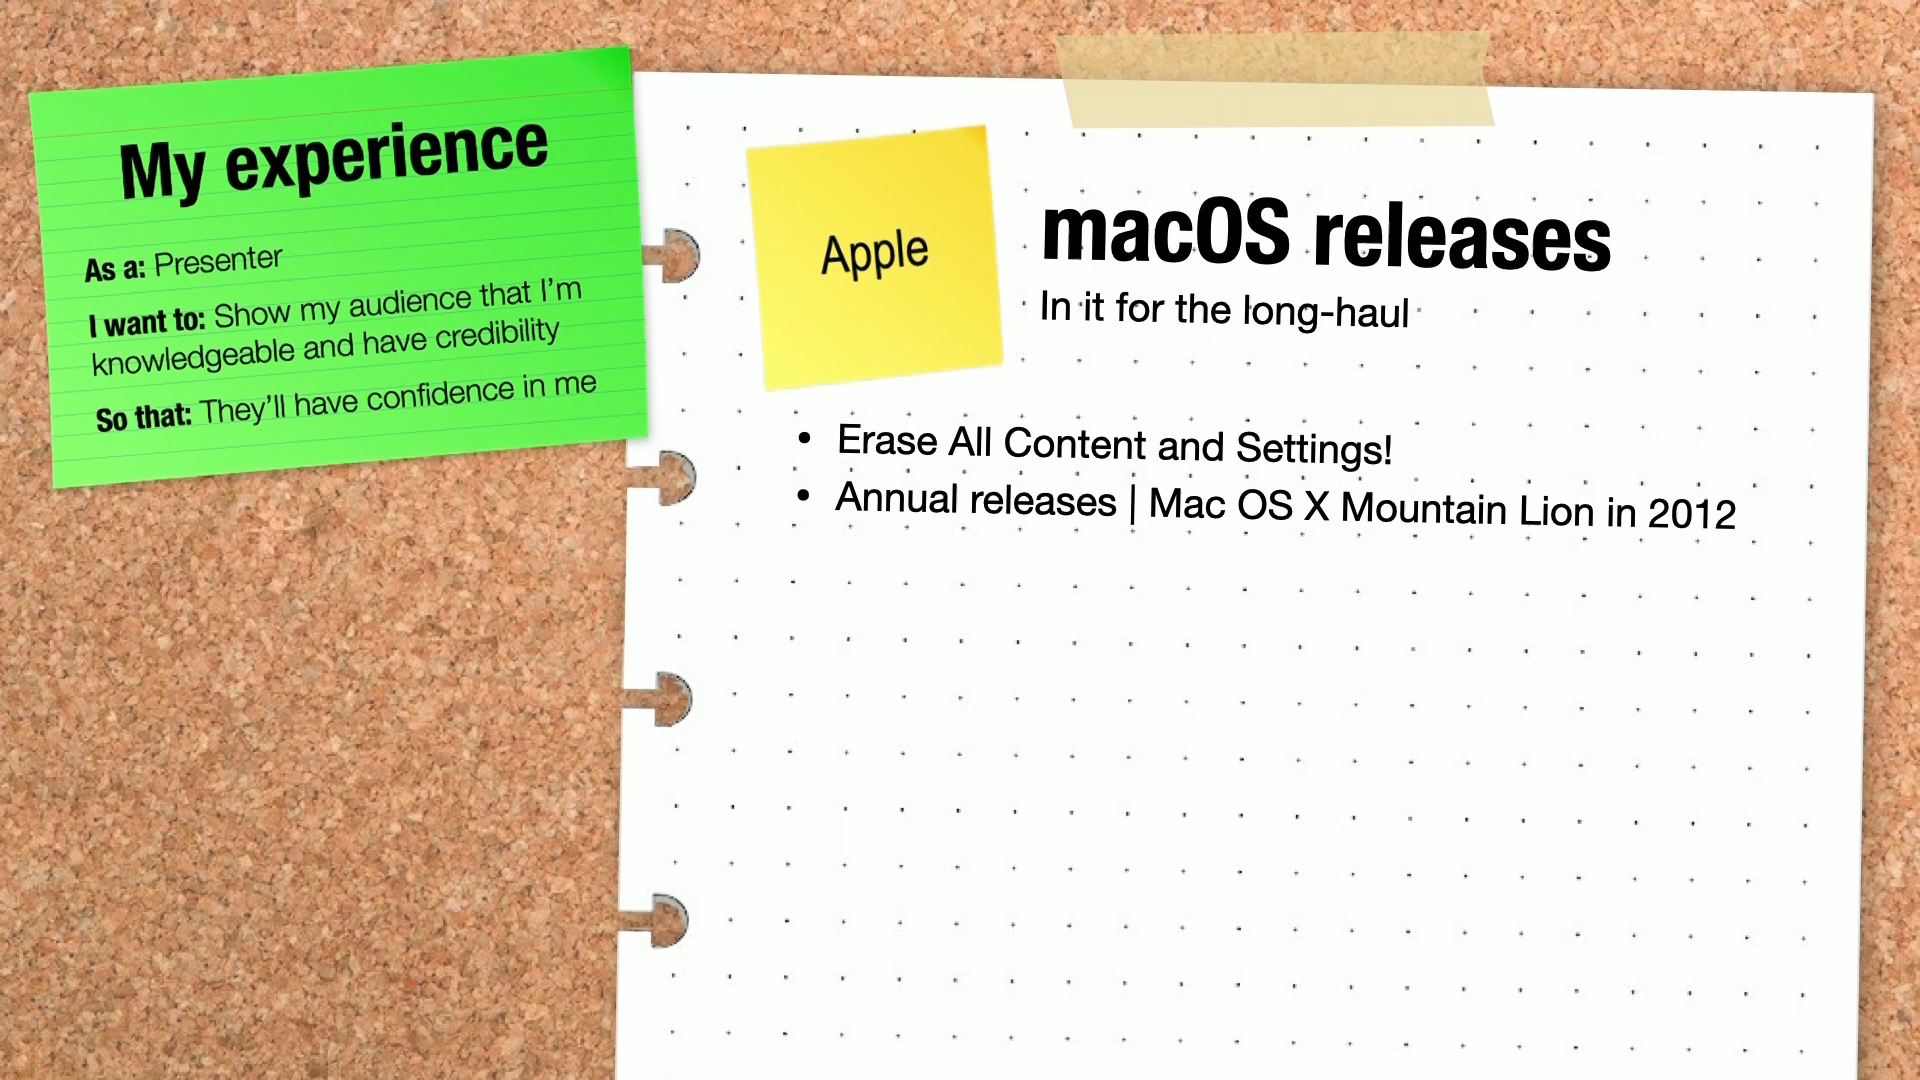 My experience
As a: Presenter
I want to: Show my audience that I’m
knowledgeable and have credibility
So that: They’ll have confidence in me
Apple
macOS releases
In it for the long-haul
• Erase All Content and Settings!
• Annual releases | Mac OS X Mountain Lion in 2012